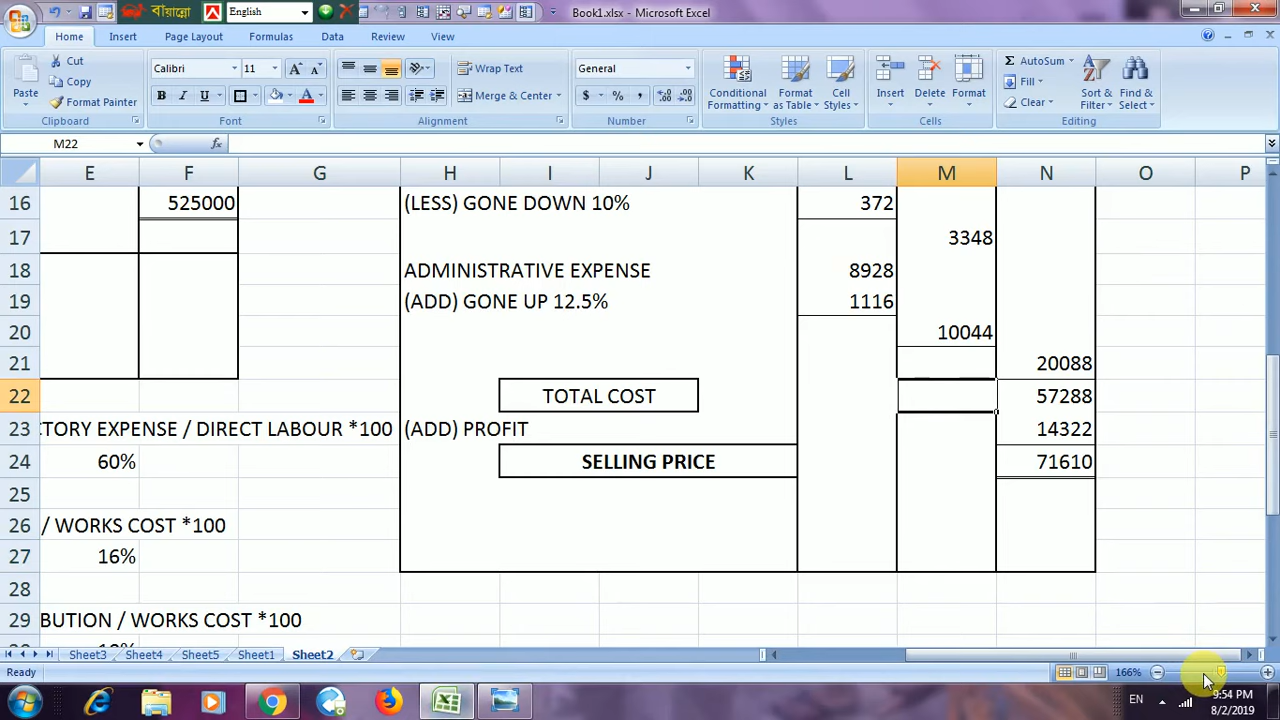 বায়ান্নো English Book1.xlsx - Microsoft Excel
Home Insert Page Layout Formulas Data Review View
Paste Cut Copy Format Painter Clipboard
Calibri 11 B I U A Font
Wrap Text Merge & Center Alignment
General $ % , Number
Conditional Formatting Format as Table Cell Styles Styles
Insert Delete Format Cells
Σ AutoSum Fill Clear Sort & Filter Find & Select Editing
M22 fx
E F G H I J K L M N O P
16 525000 (LESS) GONE DOWN 10% 372
17 3348
18 ADMINISTRATIVE EXPENSE 8928
19 (ADD) GONE UP 12.5% 1116
20 10044
21 20088
22 TOTAL COST 57288
23 CTORY EXPENSE / DIRECT LABOUR *100 (ADD) PROFIT 14322
24 60% SELLING PRICE 71610
25
26 / WORKS COST *100
27 16%
28
29 BUTION / WORKS COST *100
Sheet3 Sheet4 Sheet5 Sheet1 Sheet2
Ready 166%
EN 9:54 PM
8/2/2019